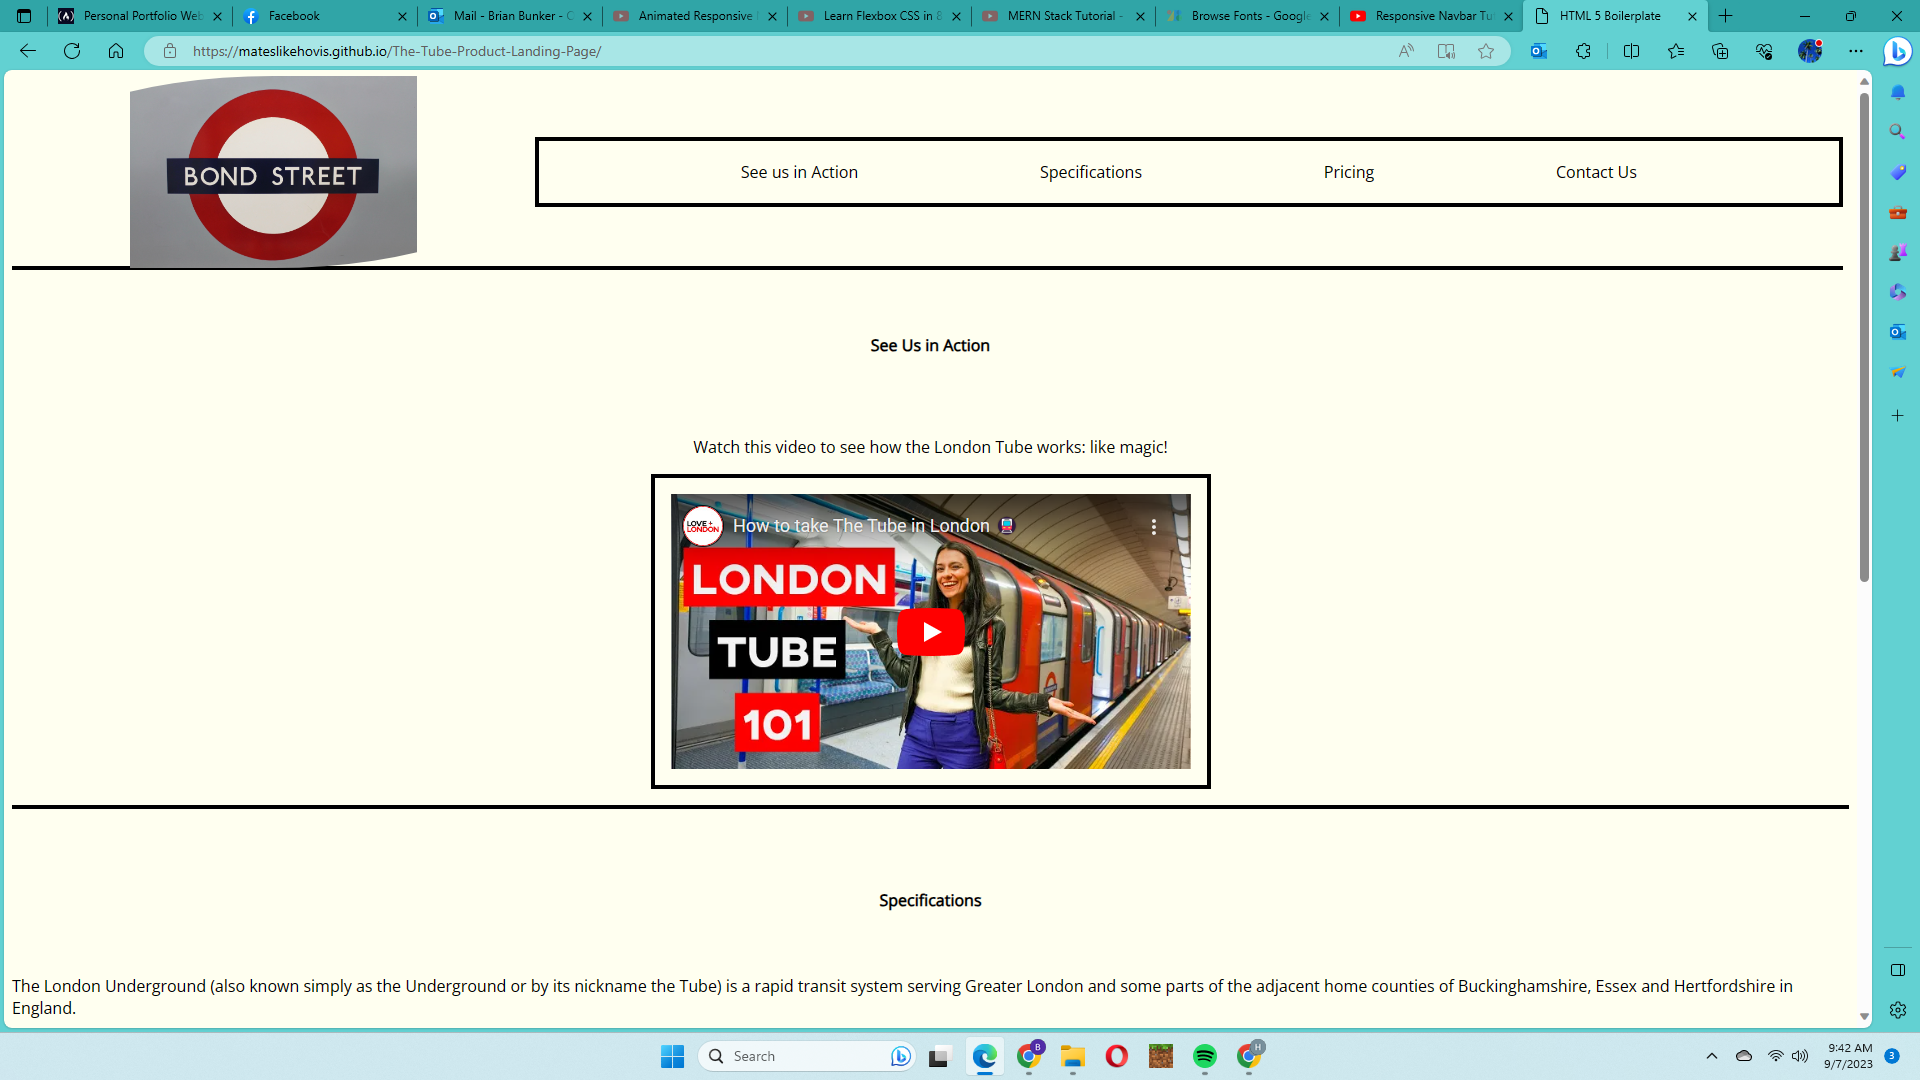 Personal Portfolio Web
Facebook
Mail - Brian Bunker - O
Animated Responsive
Learn Flexbox CSS in 8
MERN Stack Tutorial -
Browse Fonts - Google
Responsive Navbar Tu
HTML 5 Boilerplate
https://mateslikehovis.github.io/The-Tube-Product-Landing-Page/
BOND STREET
See us in Action
Specifications
Pricing
Contact Us
See Us in Action
Watch this video to see how the London Tube works: like magic!
LOVE +
LONDON
How to take The Tube in London
LONDON
TUBE
101
Specifications
The London Underground (also known simply as the Underground or by its nickname the Tube) is a rapid transit system serving Greater London and some parts of the adjacent home counties of Buckinghamshire, Essex and Hertfordshire in
England.
Search
B
H
9:42 AM
9/7/2023
3